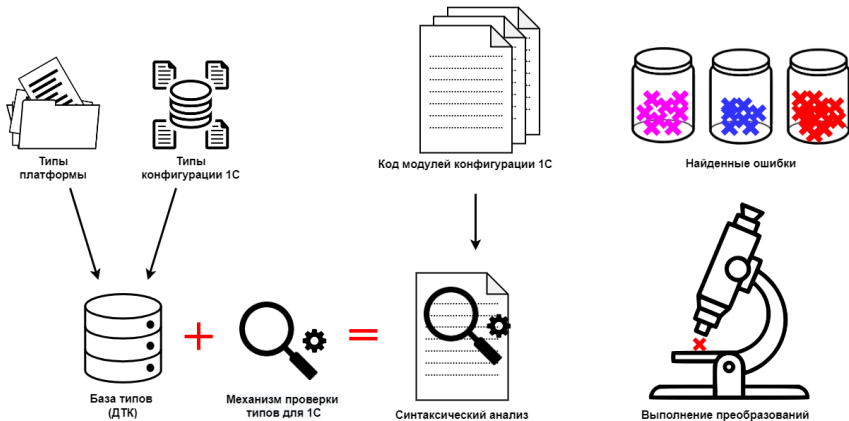 Типы
платформы
Типы
конфигурации 1С
Код модулей конфигурации 1С
Найденные ошибки
База типов
(ДТК)
Механизм проверки
типов для 1С
Синтаксический анализ
Выполнение преобразований